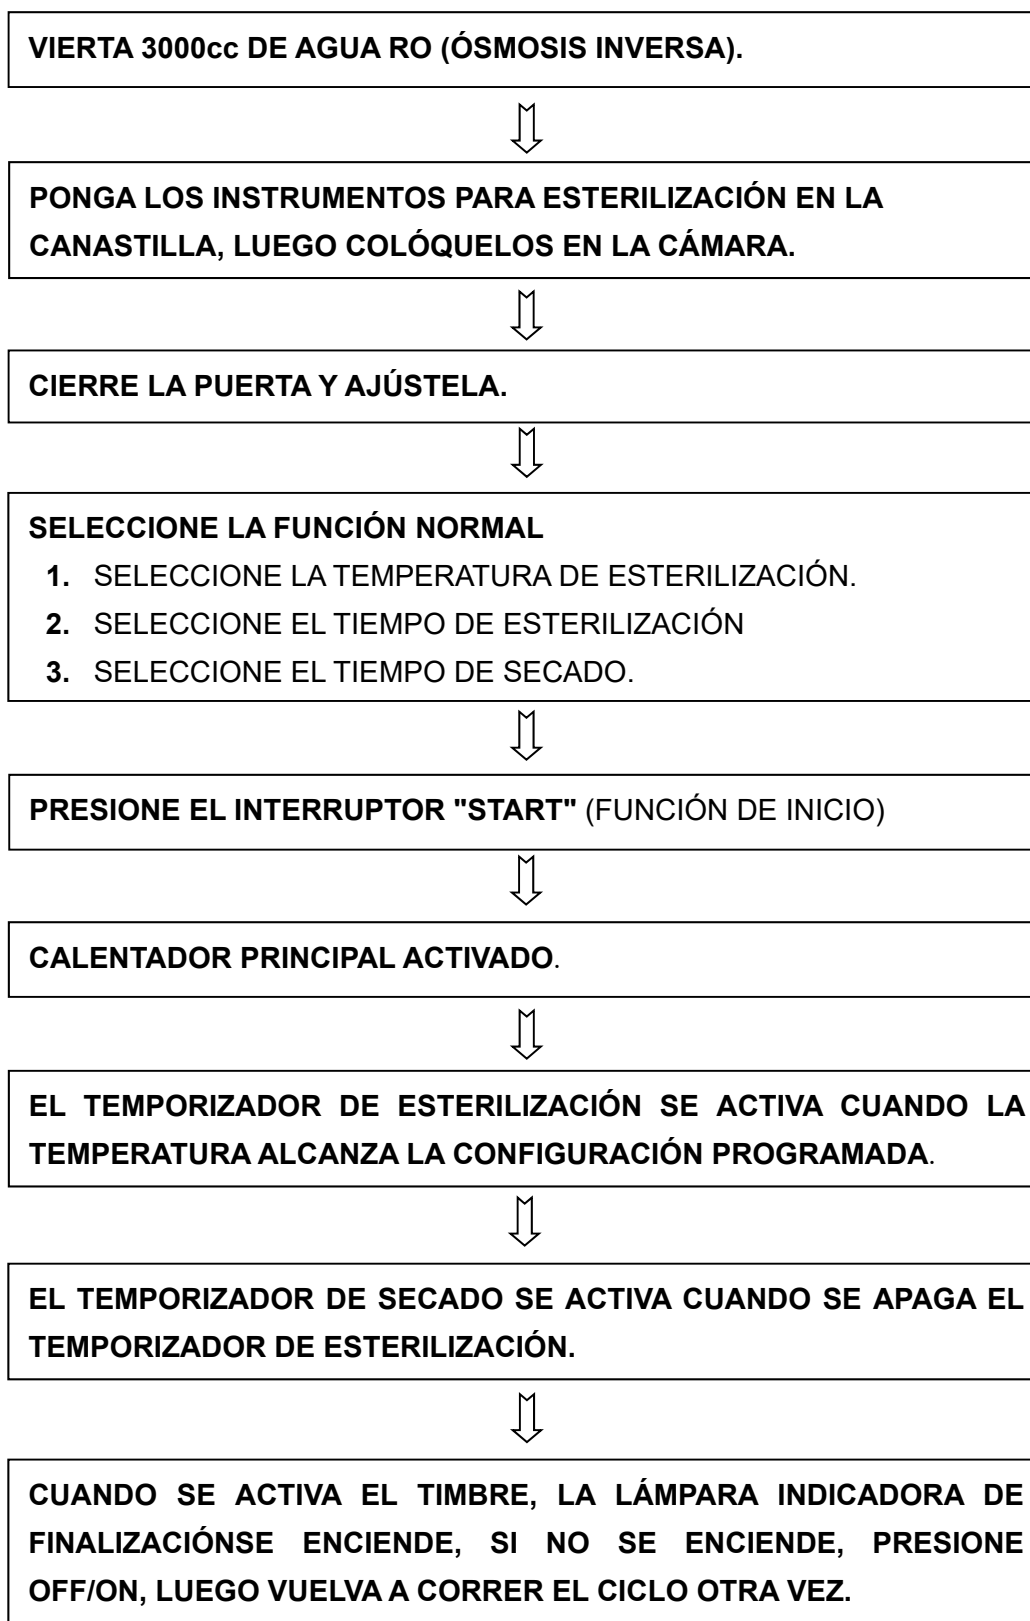 VIERTA 3000cc DE AGUA RO (ÓSMOSIS INVERSA).
PONGA LOS INSTRUMENTOS PARA ESTERILIZACIÓN EN LA
CANASTILLA, LUEGO COLÓQUELOS EN LA CÁMARA.
CIERRE LA PUERTA Y AJÚSTELA.
SELECCIONE LA FUNCIÓN NORMAL
1. SELECCIONE LA TEMPERATURA DE ESTERILIZACIÓN.
2. SELECCIONE EL TIEMPO DE ESTERILIZACIÓN
3. SELECCIONE EL TIEMPO DE SECADO.
PRESIONE EL INTERRUPTOR "START" (FUNCIÓN DE INICIO)
CALENTADOR PRINCIPAL ACTIVADO.
EL TEMPORIZADOR DE ESTERILIZACIÓN SE ACTIVA CUANDO LA
TEMPERATURA ALCANZA LA CONFIGURACIÓN PROGRAMADA.
EL TEMPORIZADOR DE SECADO SE ACTIVA CUANDO SE APAGA EL
TEMPORIZADOR DE ESTERILIZACIÓN.
CUANDO SE ACTIVA EL TIMBRE, LA LÁMPARA INDICADORA DE
FINALIZACIÓNSE ENCIENDE, SI NO SE ENCIENDE, PRESIONE
OFF/ON, LUEGO VUELVA A CORRER EL CICLO OTRA VEZ.